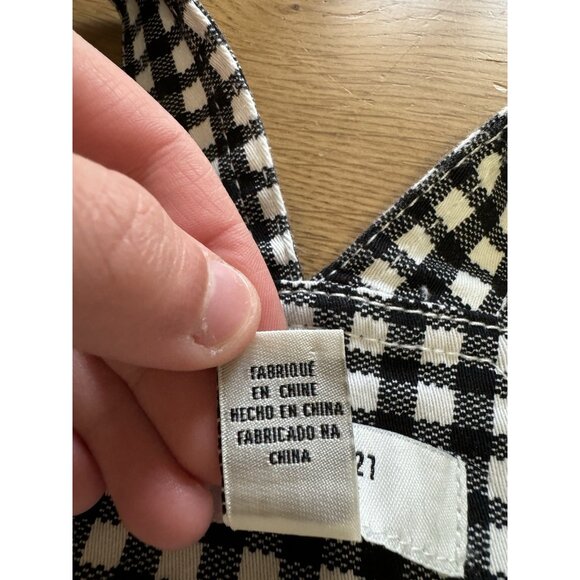 FABRIQUÉ
EN CHINE
HECHO EN CHINA
FABRICADO NA
CHINA
21